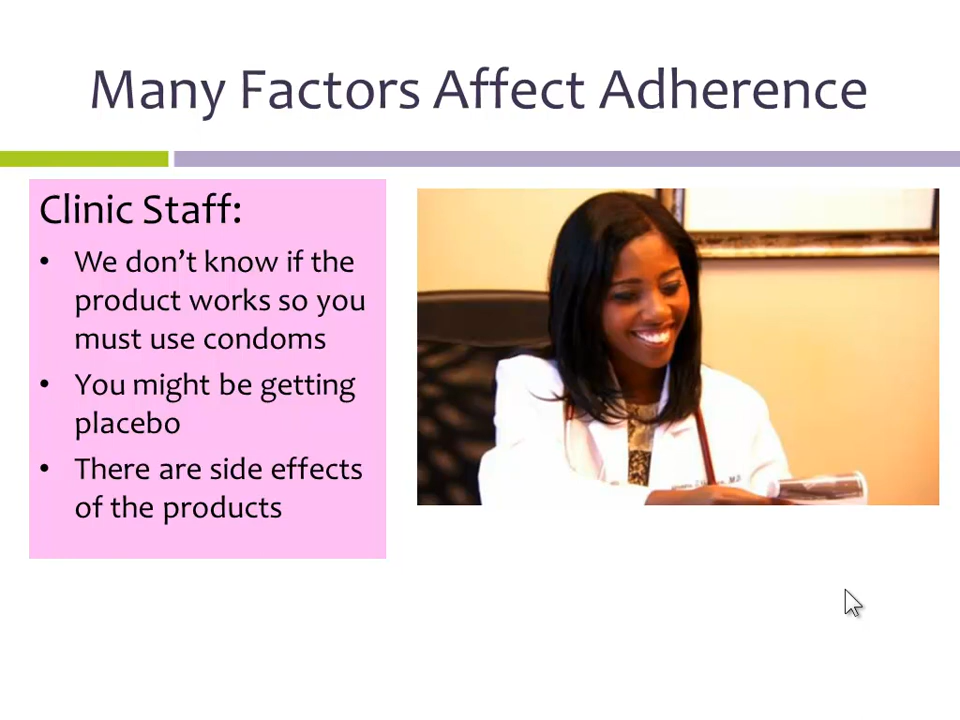 Many Factors Affect Adherence
Clinic Staff:
• We don’t know if the
product works so you
must use condoms
• You might be getting
placebo
• There are side effects
of the products
M.D.